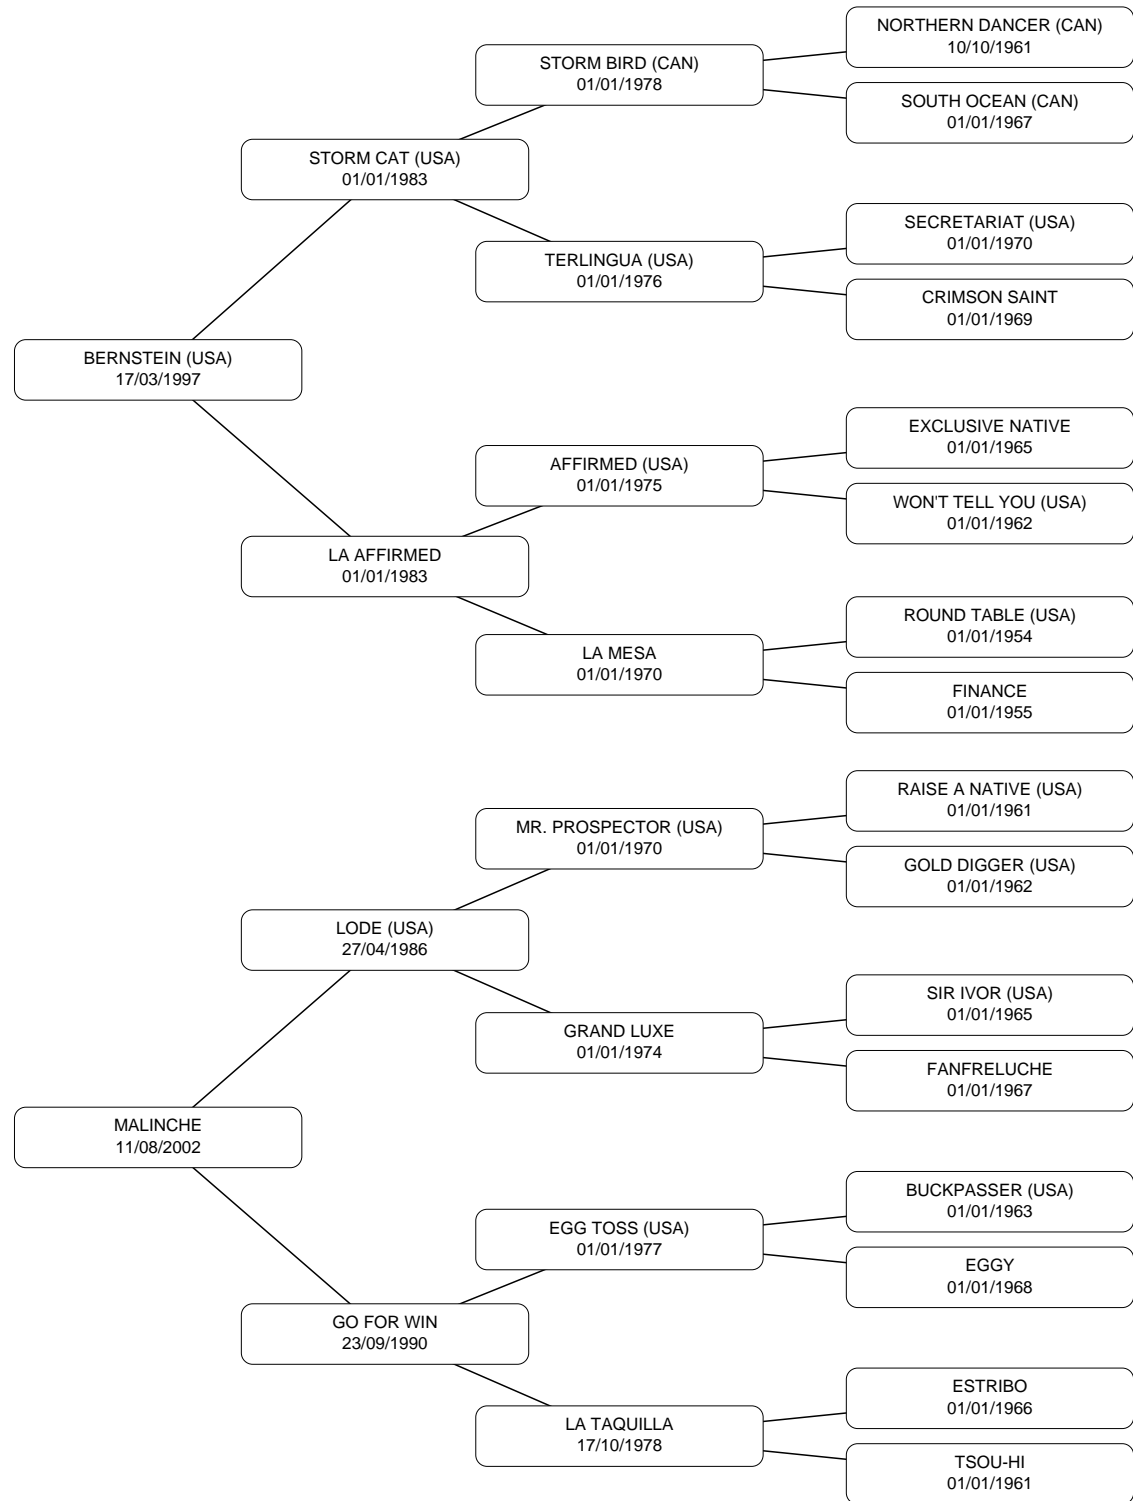 NORTHERN DANCER (CAN)
10/10/1961
STORM BIRD (CAN)
01/01/1978
SOUTH OCEAN (CAN)
01/01/1967
STORM CAT (USA)
01/01/1983
SECRETARIAT (USA)
01/01/1970
TERLINGUA (USA)
01/01/1976
CRIMSON SAINT
01/01/1969
BERNSTEIN (USA)
17/03/1997
EXCLUSIVE NATIVE
01/01/1965
AFFIRMED (USA)
01/01/1975
WON'T TELL YOU (USA)
01/01/1962
LA AFFIRMED
01/01/1983
ROUND TABLE (USA)
01/01/1954
LA MESA
01/01/1970
FINANCE
01/01/1955
RAISE A NATIVE (USA)
01/01/1961
MR. PROSPECTOR (USA)
01/01/1970
GOLD DIGGER (USA)
01/01/1962
LODE (USA)
27/04/1986
SIR IVOR (USA)
01/01/1965
GRAND LUXE
01/01/1974
FANFRELUCHE
01/01/1967
MALINCHE
11/08/2002
BUCKPASSER (USA)
01/01/1963
EGG TOSS (USA)
01/01/1977
EGGY
01/01/1968
GO FOR WIN
23/09/1990
ESTRIBO
01/01/1966
LA TAQUILLA
17/10/1978
TSOU-HI
01/01/1961